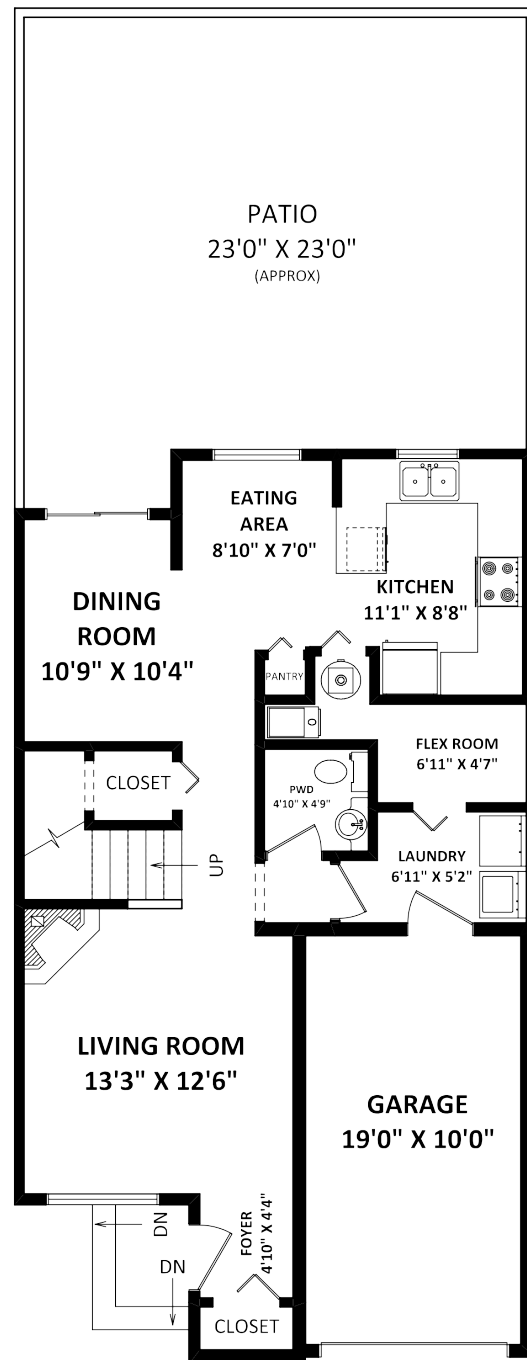 PATIO
23'0" X 23'0"
(APPROX)
EATING
AREA
8'10" X 7'0"
KITCHEN
11'1" X 8'8"
DINING
ROOM
10'9" X 10'4"
PANTRY
FLEX ROOM
6'11" X 4'7"
CLOSET
PWD
4'10" X 4'9"
UP
LAUNDRY
6'11" X 5'2"
LIVING ROOM
13'3" X 12'6"
GARAGE
19'0" X 10'0"
FOYER
4'10" X 4'4"
DN
DN
CLOSET